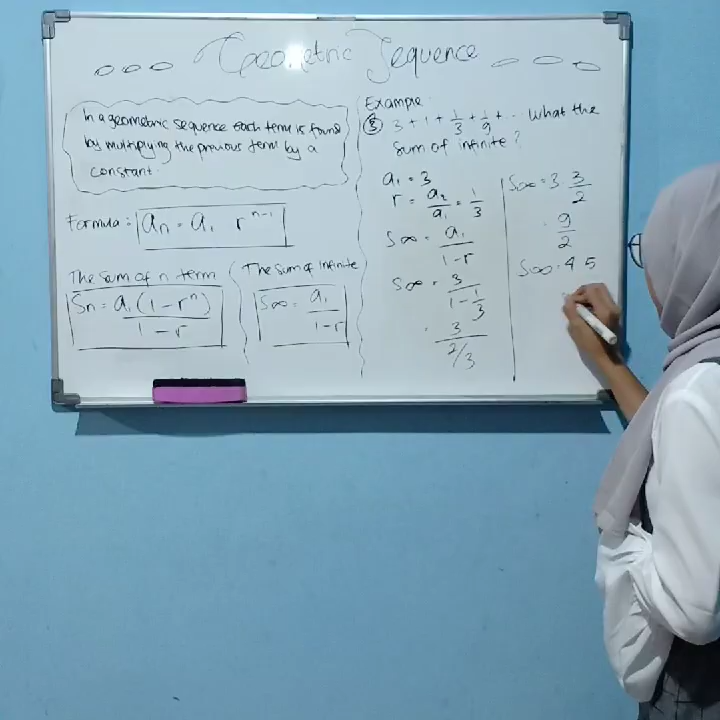 Geometric Sequence
In a geometric sequence each term is found
by multiplying the previous term by a
constant.
Formula = an = a1 r^n-1
The Sum of n term
Sn = a1 (1 - r^n) / 1 - r
The Sum of Infinite
S∞ = a1 / 1 - r
Example
③ 3 + 1 + 1/3 + 1/9 + ... What the
Sum of infinite?
a1 = 3
r = a2/a1 = 1/3
S∞ = a1 / 1 - r
S∞ = 3 / 1 - 1/3
= 3 / 2/3
S∞ = 3 . 3/2
= 9/2
S∞ = 4 5